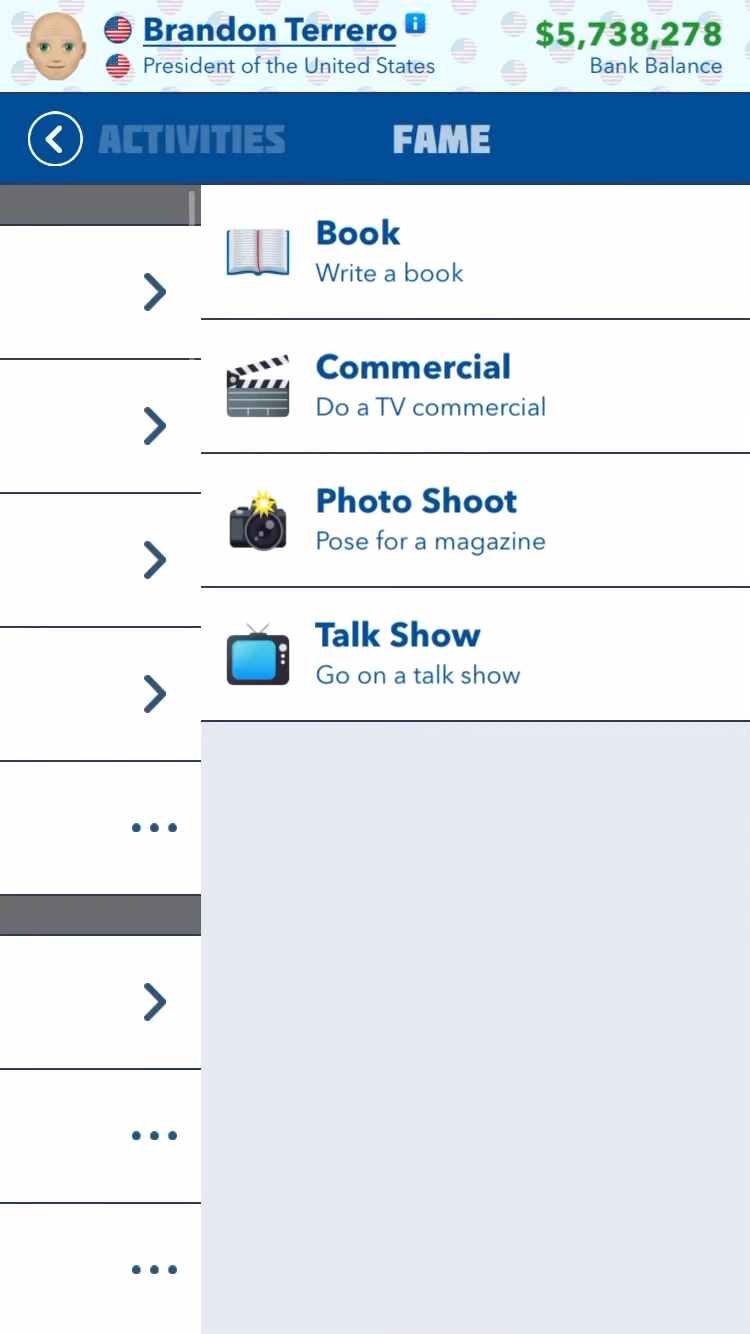 Brandon Terrero
President of the United States
$5,738,278
Bank Balance
ACTIVITIES
FAME
Book
Write a book
Commercial
Do a TV commercial
Photo Shoot
Pose for a magazine
Talk Show
Go on a talk show